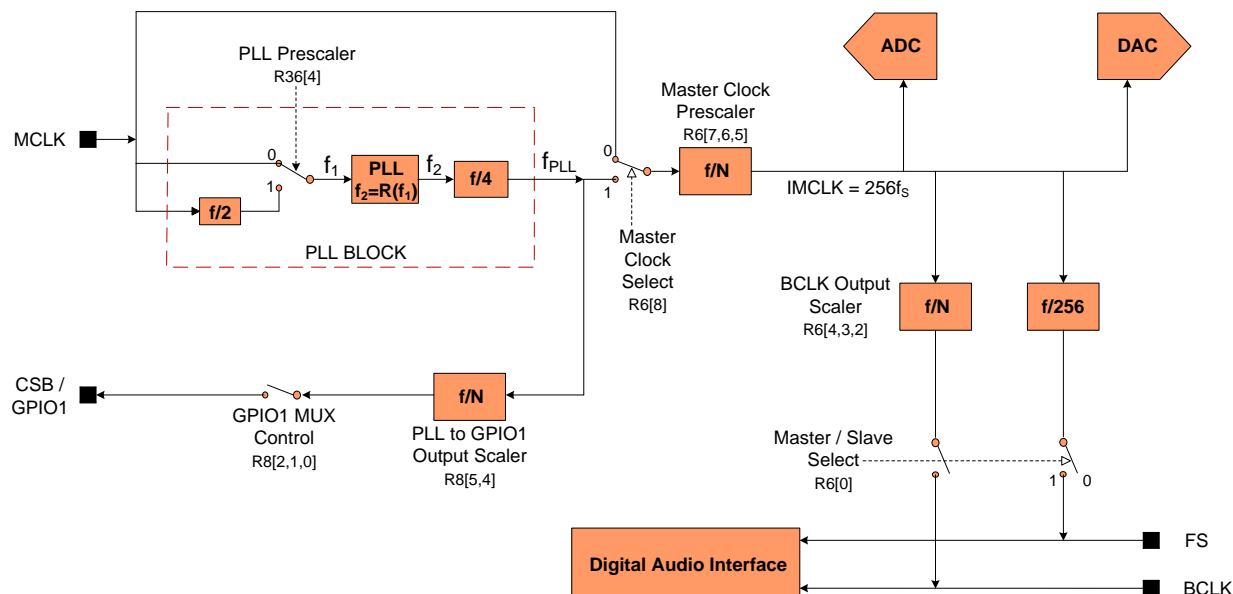 ADC
DAC
PLL Prescaler
R36[4]
Master Clock
Prescaler
R6[7,6,5]
MCLK
0
1
f1
PLL
f2=R(f1)
f2
f/4
fPLL
f/2
PLL BLOCK
0
1
f/N
IMCLK = 256fS
Master
Clock
Select
R6[8]
BCLK Output
Scaler
R6[4,3,2]
f/N
f/256
CSB /
GPIO1
GPIO1 MUX
Control
R8[2,1,0]
f/N
PLL to GPIO1
Output Scaler
R8[5,4]
Master / Slave
Select
R6[0]
1 0
Digital Audio Interface
FS
BCLK